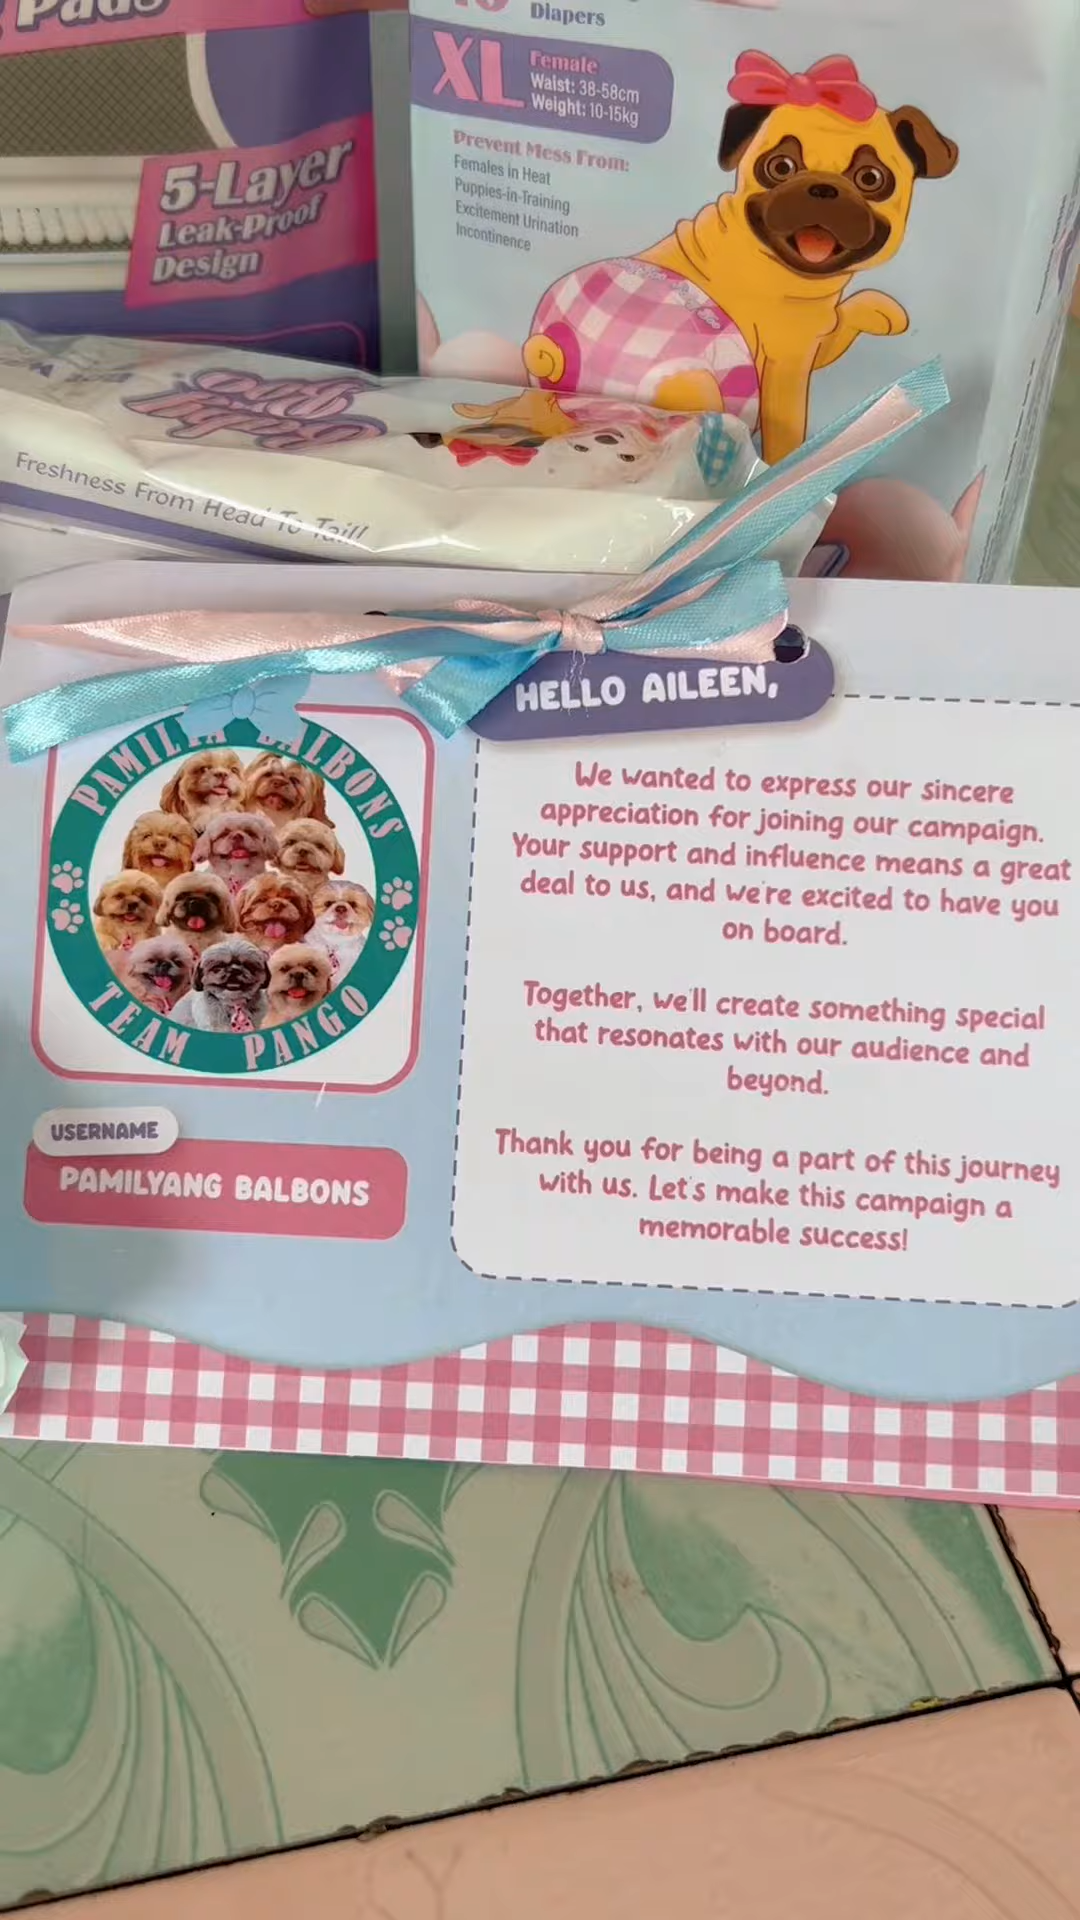 Pads
Diapers
XL
Female
Waist: 38-58cm
Weight: 10-15kg
Prevent Mess From:
Females in Heat
Puppies-in-Training
Excitement Urination
Incontinence
5-Layer
Leak-Proof
Design
Freshness From Head To Tail!
HELLO AILEEN,
We wanted to express our sincere
appreciation for joining our campaign.
Your support and influence means a great
deal to us, and we're excited to have you
on board.
Together, we'll create something special
that resonates with our audience and
beyond.
Thank you for being a part of this journey
with us. Let's make this campaign a
memorable success!
TEAM PANGO
USERNAME
PAMILYANG BALBONS